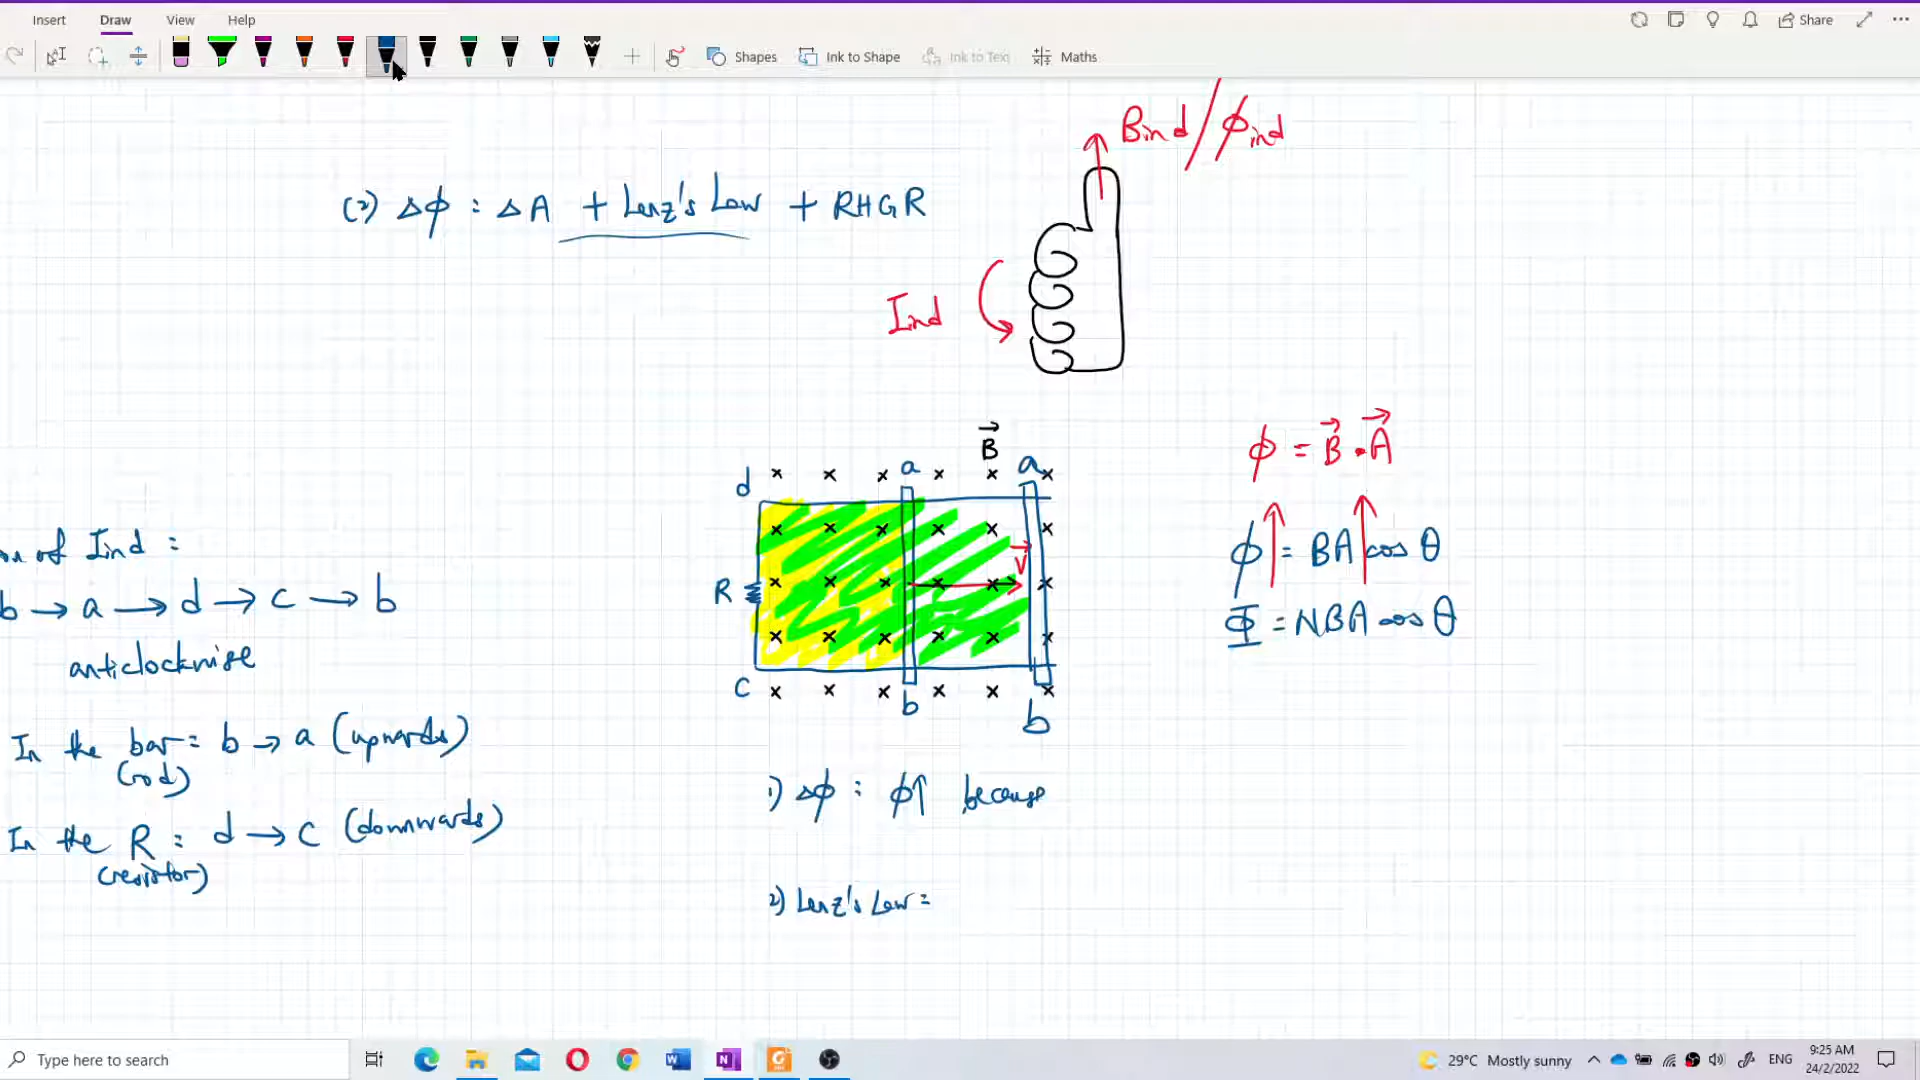 Insert Draw View Help
Share
Shapes Ink to Shape Ink to Text Maths
Bind / ϕind
(2) Δϕ : ΔA + Lenz's Law + RHGR
Iind
B
d a a
R V
c b b
ϕ = B • A
ϕ = BA cos θ
Φ = NBA cos θ
of Iind :
b → a → d → c → b
anticlockwise
In the bar = b → a (upwards)
(rod)
In the R : d → c (downwards)
(resistor)
1) Δϕ : ϕ↑ because
2) Lenz's Law =
Type here to search
29°C Mostly sunny
ENG
9:25 AM
24/2/2022